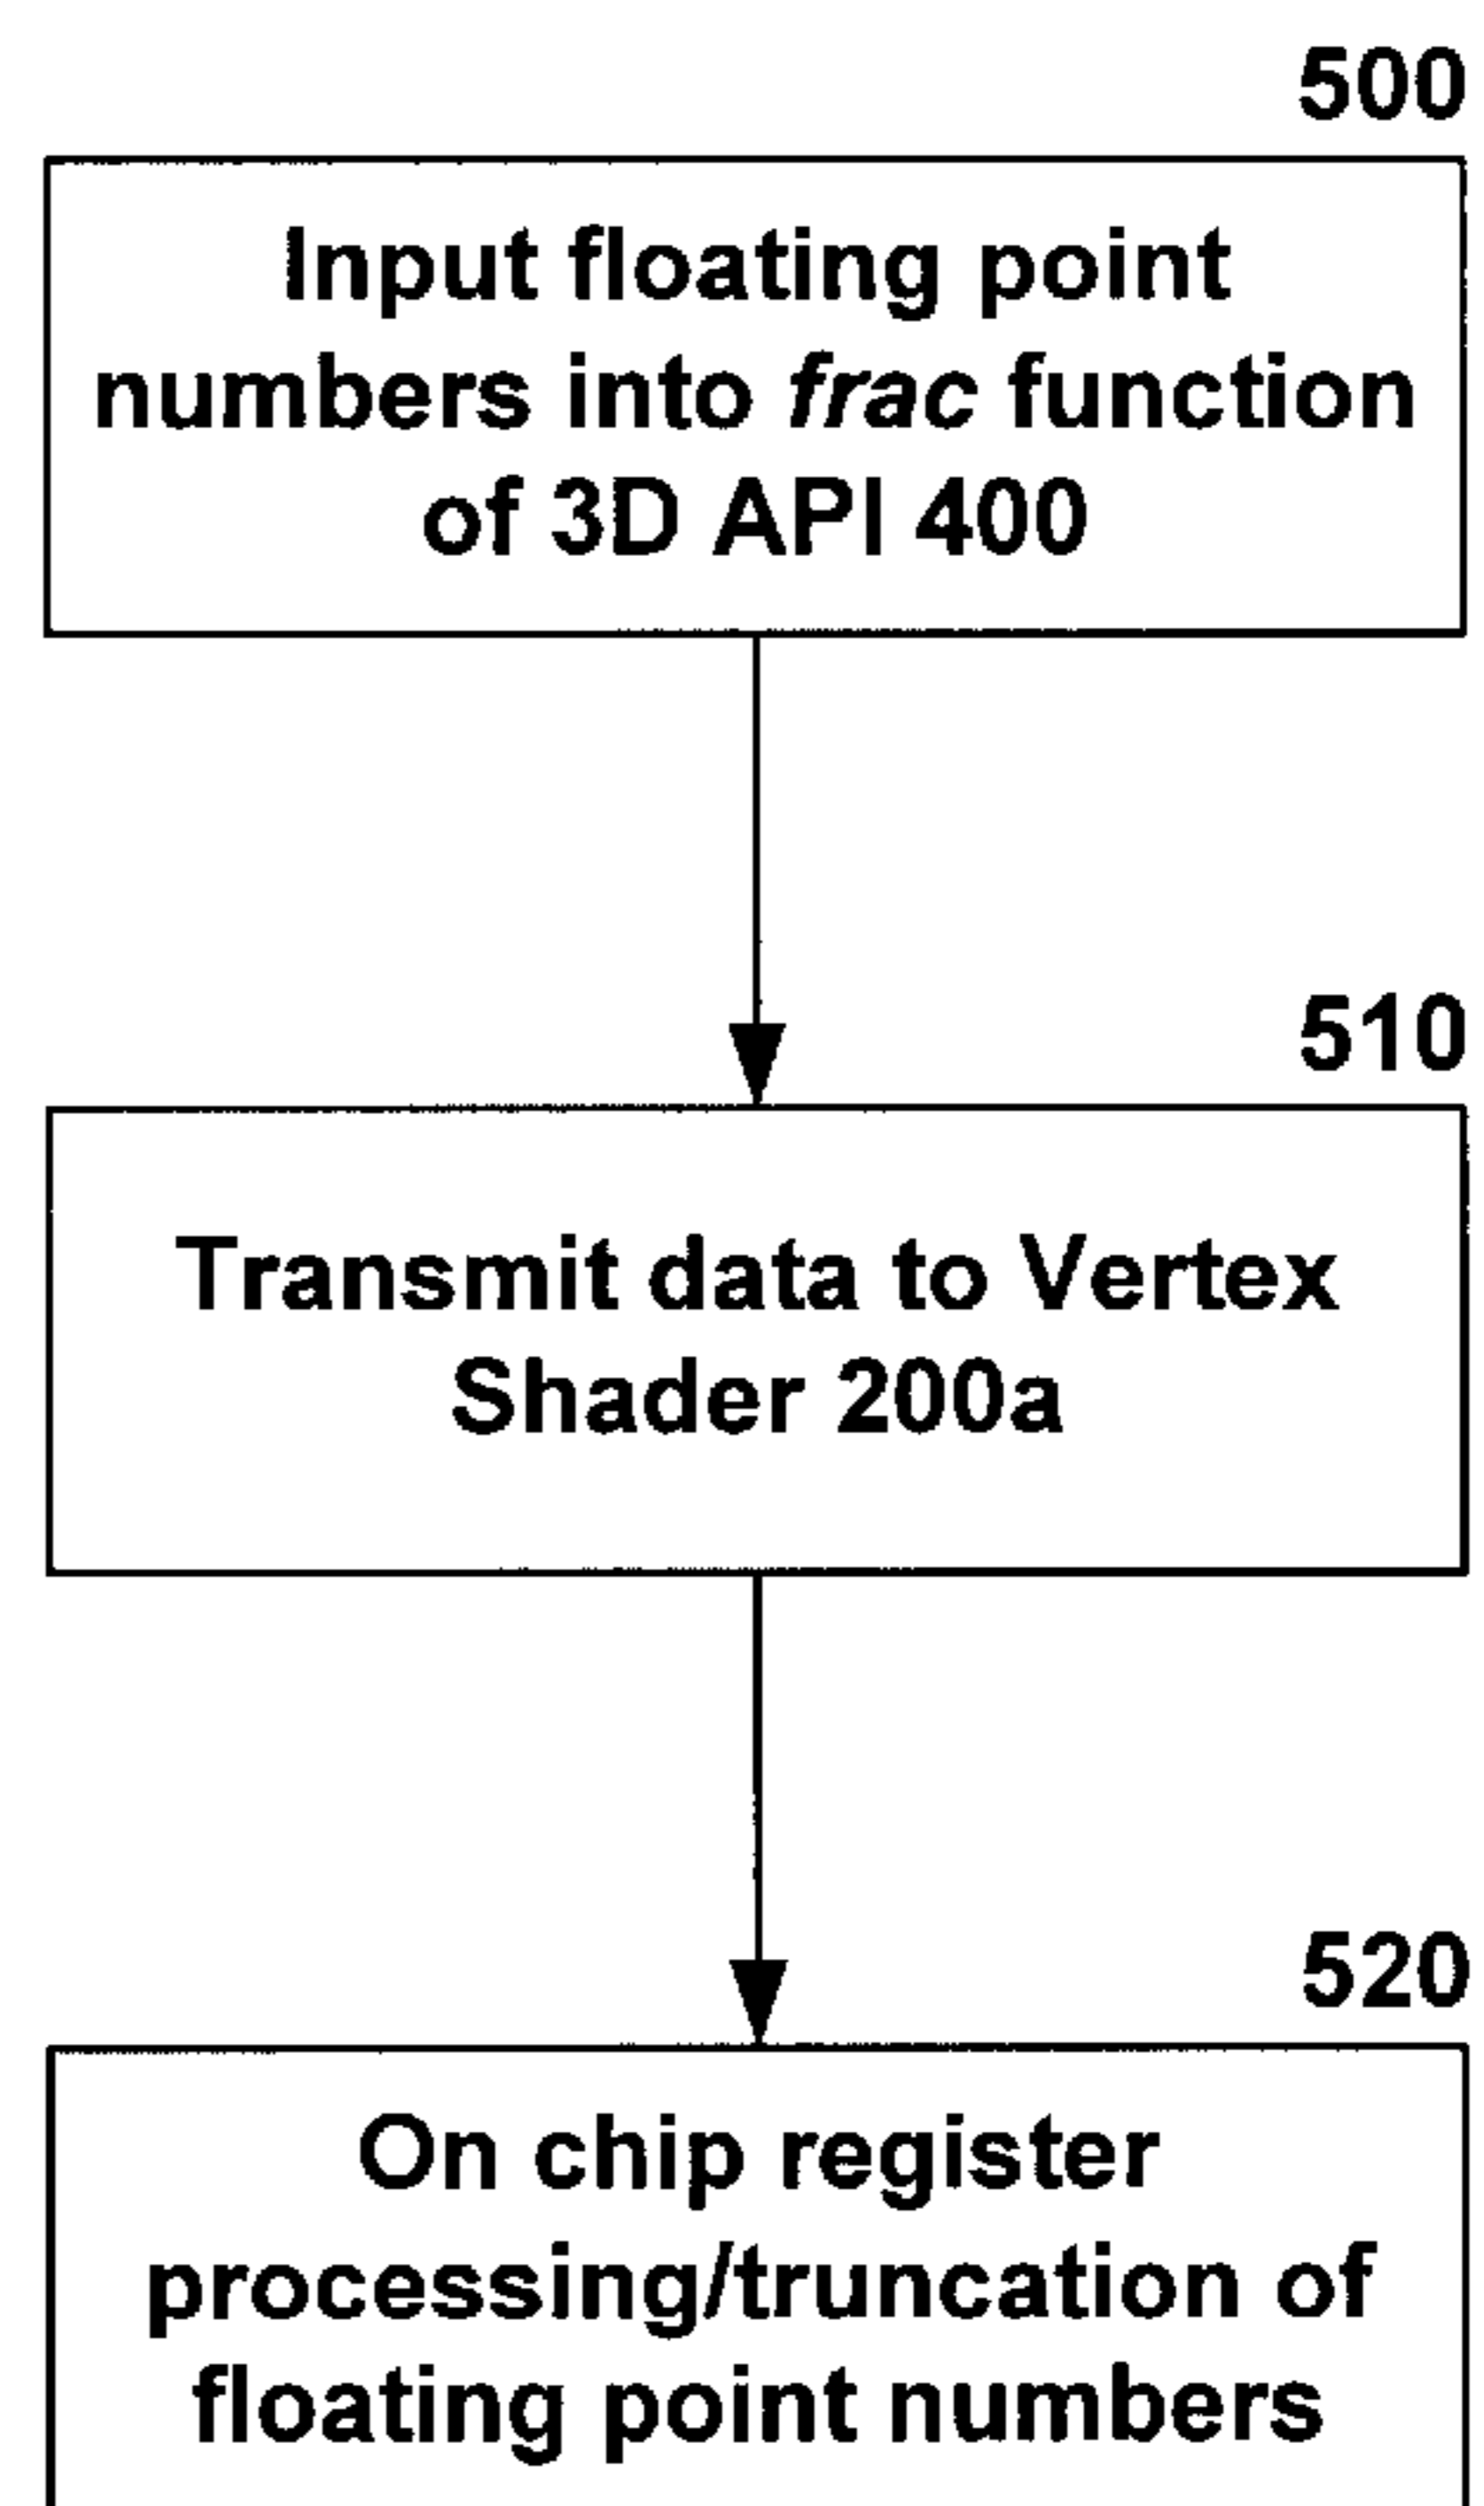 500
Input floating point
numbers into frac function
of 3D API 400
510
Transmit data to Vertex
Shader 200a
520
On chip register
processing/truncation of
floating point numbers